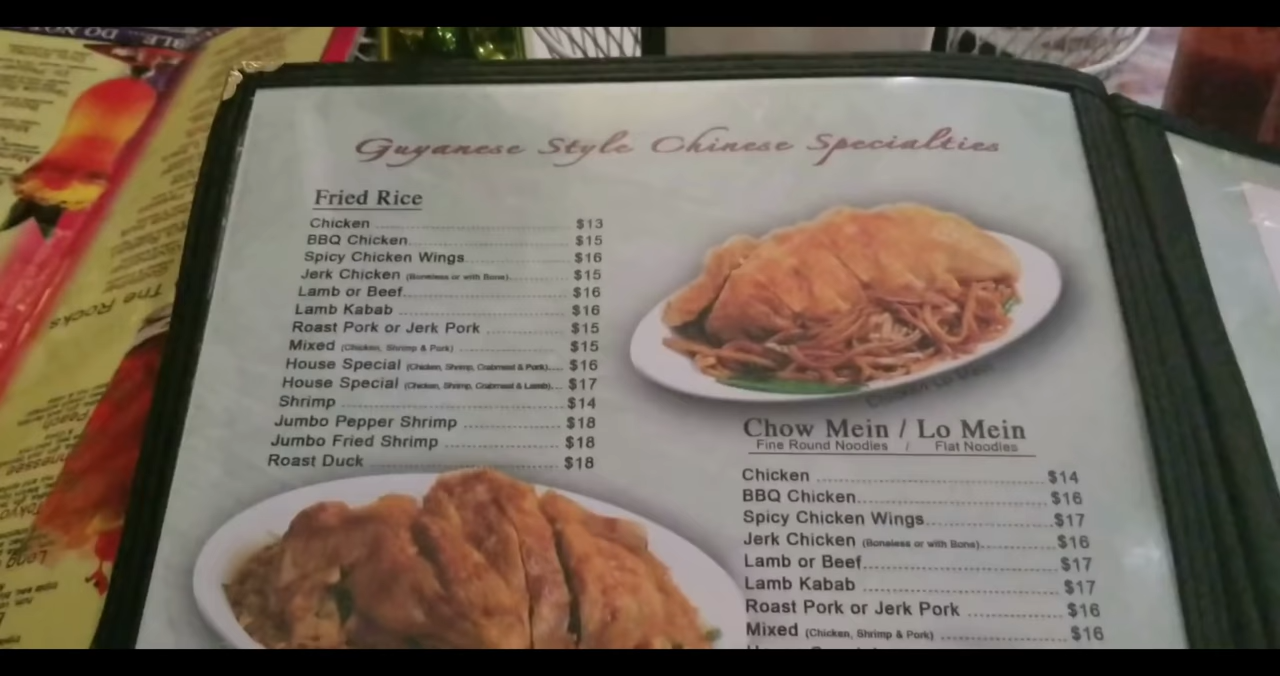 BLE...
DO NOT
Guyanese Style Chinese Specialties
Fried Rice
Chicken $13
BBQ Chicken $15
Spicy Chicken Wings $16
Jerk Chicken (Boneless or with Bone) $15
Lamb or Beef $16
Lamb Kabab $16
Roast Pork or Jerk Pork $15
Mixed (Chicken, Shrimp & Pork) $15
House Special (Chicken, Shrimp, Crabmeat & Pork) $16
House Special (Chicken, Shrimp, Crabmeat & Lamb) $17
Shrimp $14
Jumbo Pepper Shrimp $18
Jumbo Fried Shrimp $18
Roast Duck $18
Chow Mein / Lo Mein
Fine Round Noodles / Flat Noodles
Chicken $14
BBQ Chicken $16
Spicy Chicken Wings $17
Jerk Chicken (Boneless or with Bone) $16
Lamb or Beef $17
Lamb Kabab $17
Roast Pork or Jerk Pork $16
Mixed (Chicken, Shrimp & Pork) $16
The Rocks